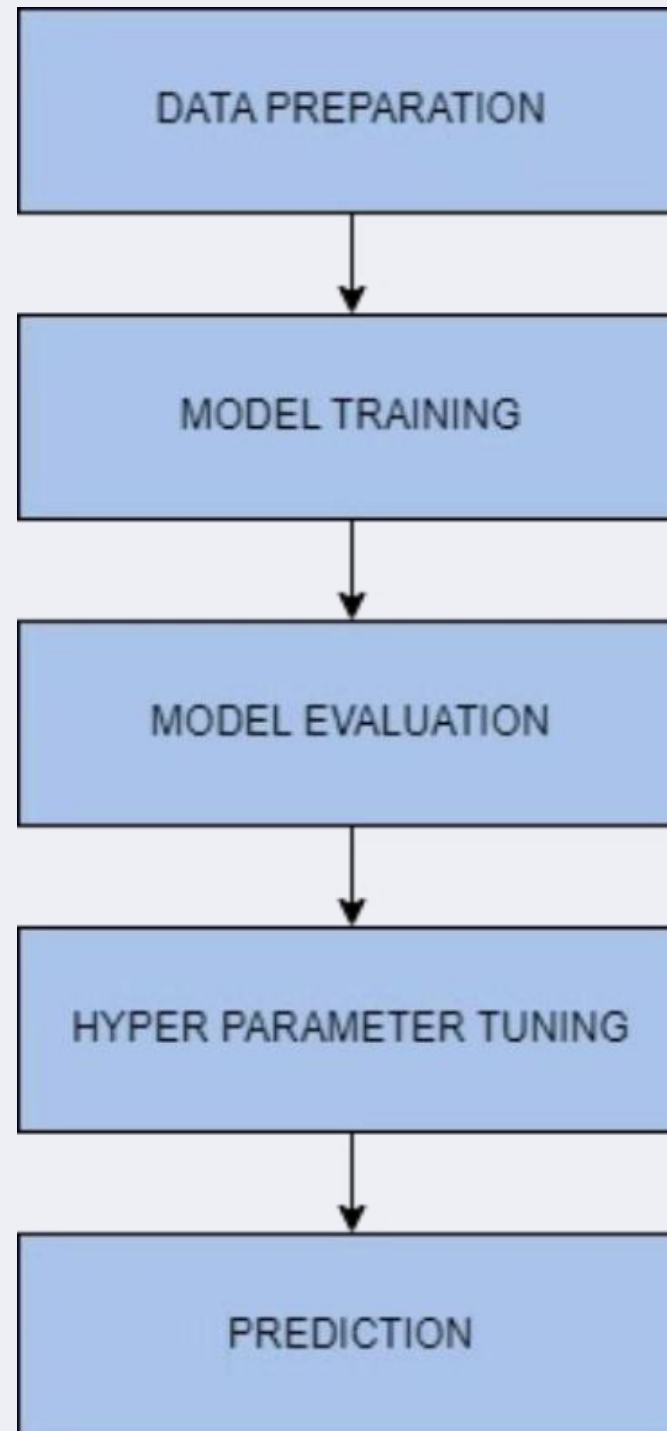 DATA PREPARATION
MODEL TRAINING
MODEL EVALUATION
HYPER PARAMETER TUNING
PREDICTION